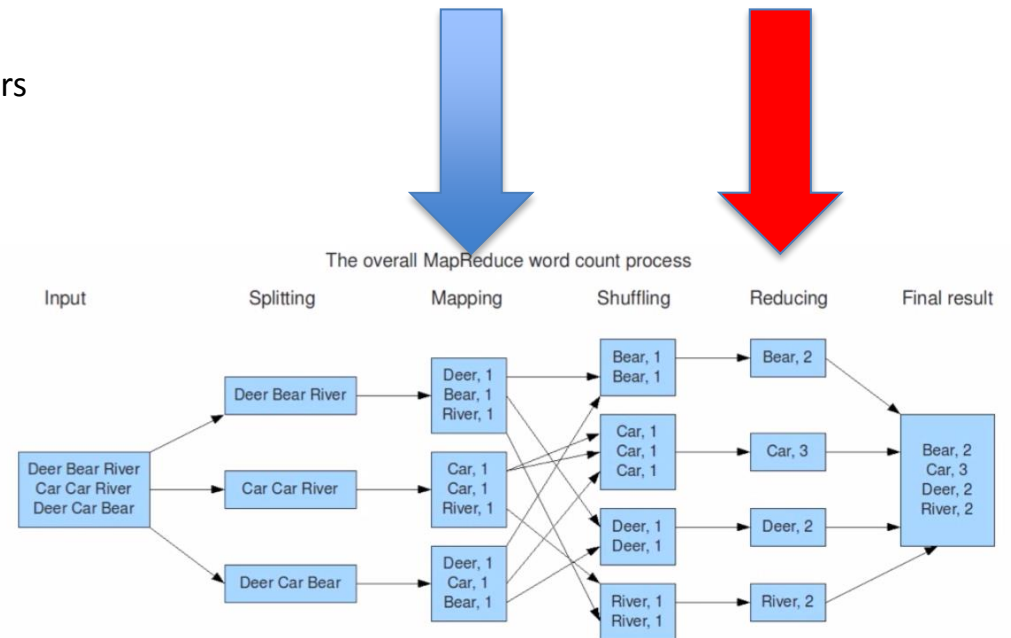 rs
The overall MapReduce word count process
Input
Splitting
Mapping
Shuffling
Reducing
Final result
Deer Bear River
Car Car River
Deer Car Bear
Deer Bear River
Car Car River
Deer Car Bear
Deer, 1
Bear, 1
River, 1
Car, 1
Car, 1
River, 1
Deer, 1
Car, 1
Bear, 1
Bear, 1
Bear, 1
Car, 1
Car, 1
Car, 1
Deer, 1
Deer, 1
River, 1
River, 1
Bear, 2
Car, 3
Deer, 2
River, 2
Bear, 2
Car, 3
Deer, 2
River, 2